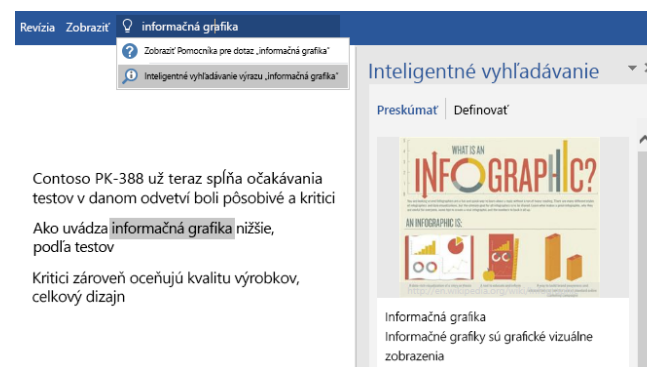 Revízia Zobraziť informačná grafika
Zobraziť Pomocníka pre dotaz „informačná grafika“
Inteligentné vyhľadávanie výrazu „informačná grafika“
Inteligentné vyhľadávanie
Preskúmať Definovať
WHAT IS AN
INFOGRAPHIC?
AN INFOGRAPHIC IS:
Informačná grafika
Informačné grafiky sú grafické vizuálne
zobrazenia
Contoso PK-388 už teraz spĺňa očakávania
testov v danom odvetví boli pôsobivé a kritici
Ako uvádza informačná grafika nižšie,
podľa testov
Kritici zároveň oceňujú kvalitu výrobkov,
celkový dizajn